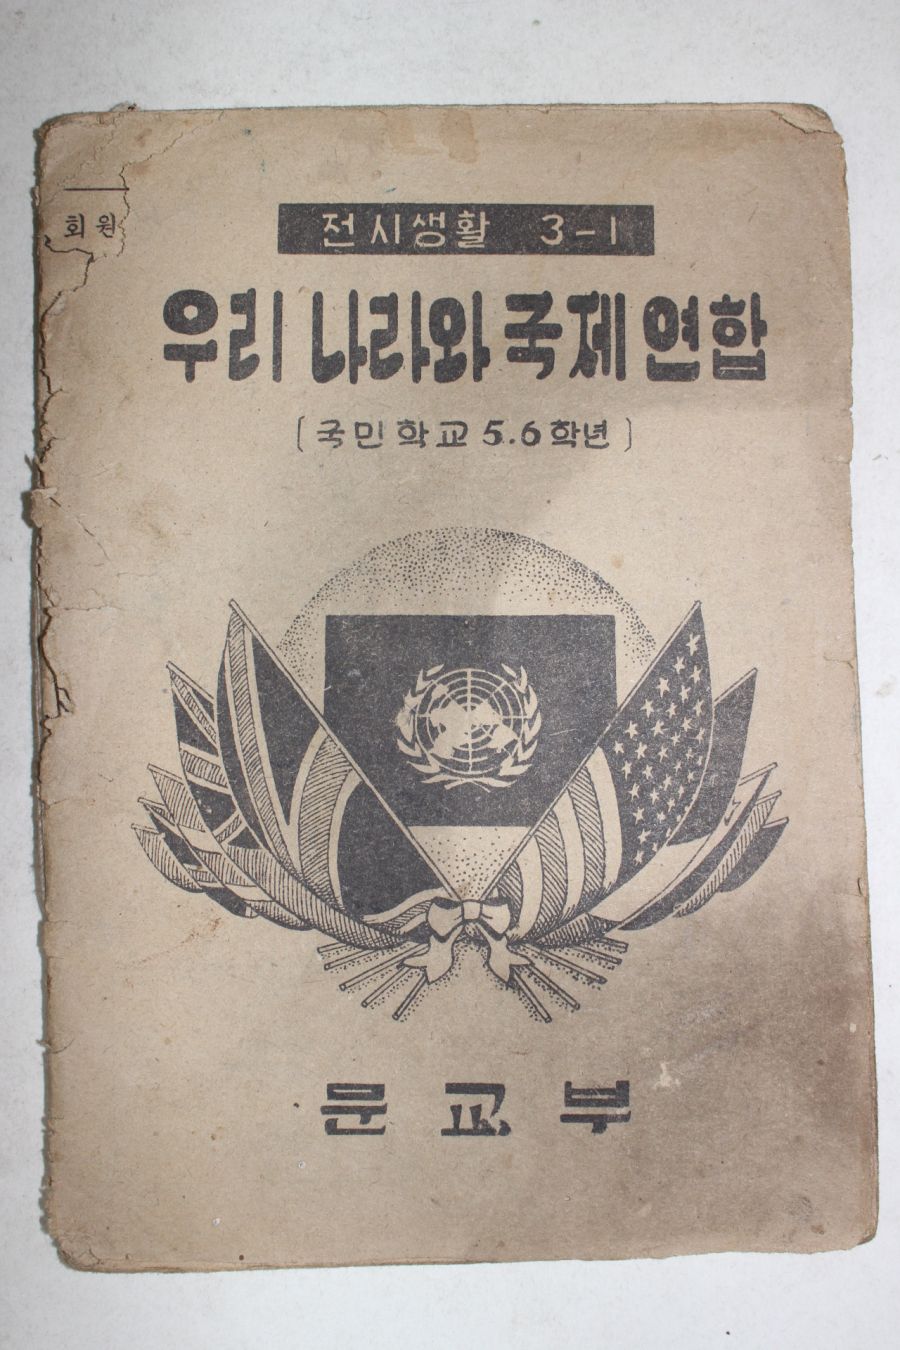 회원
전시생활 3-1
우리 나라와 국제 연합
(국민학교 5.6학년)
문교부